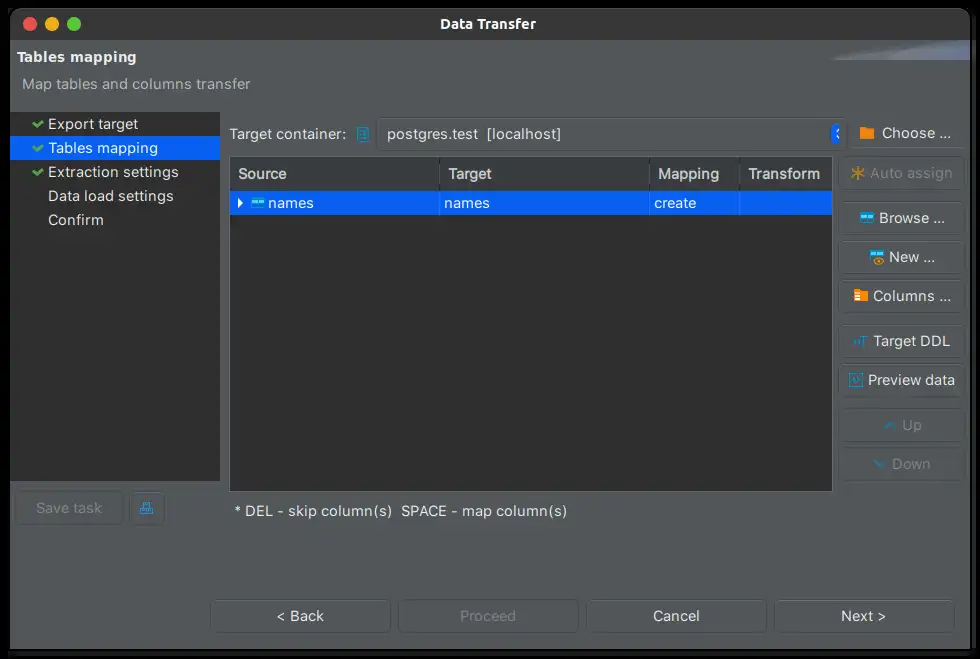 Data Transfer
Tables mapping
Map tables and columns transfer
Export target
Tables mapping
Extraction settings
Data load settings
Confirm
Target container: postgres.test [localhost] Choose ...
Source Target Mapping Transform
names names create
Auto assign
Browse ...
New ...
Columns ...
Target DDL
Preview data
Up
Down
Save task
* DEL - skip column(s) SPACE - map column(s)
< Back Proceed Cancel Next >